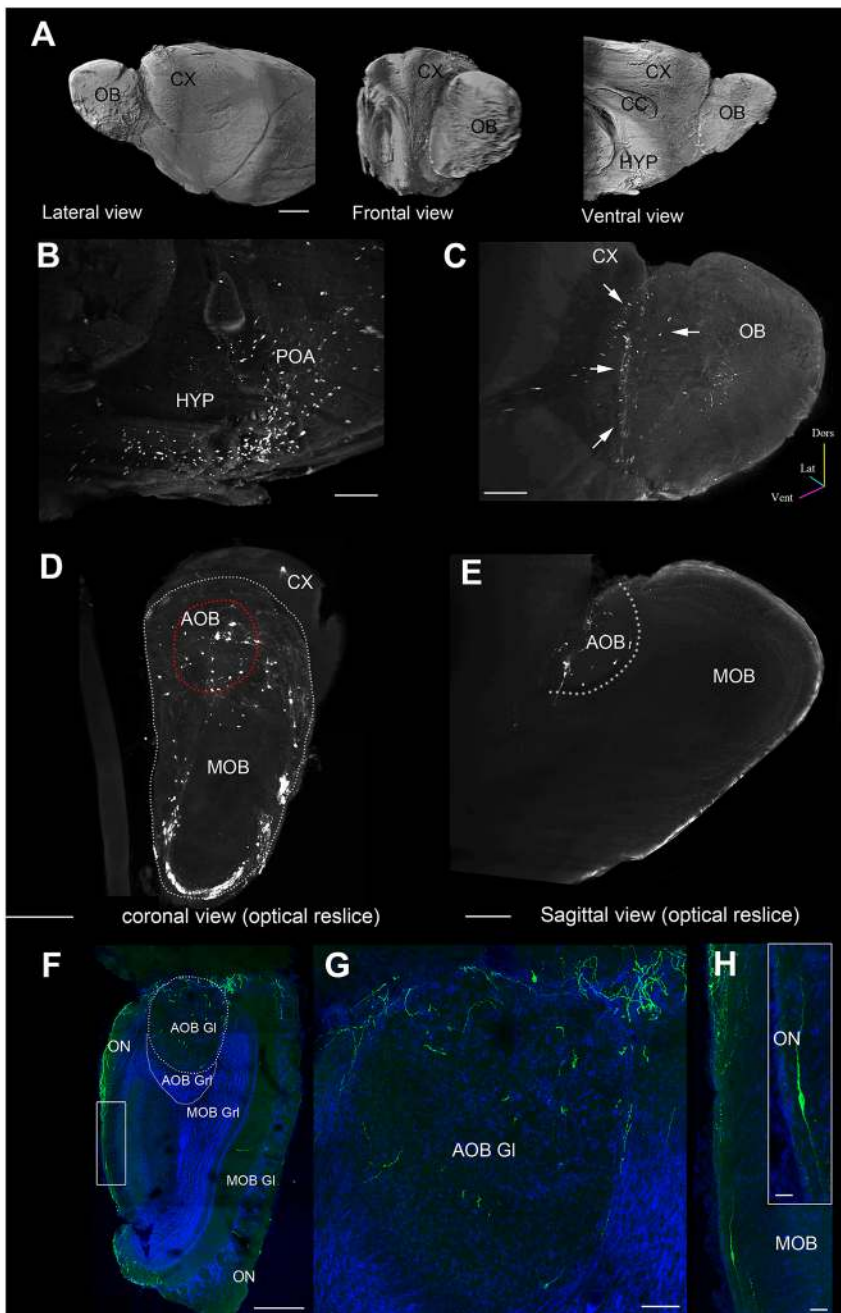 A
OB
CX
Lateral view
CX
OB
Frontal view
CX
CC
OB
HYP
Ventral view
B
POA
HYP
C
CX
OB
Dors
Lat
Vent
D
CX
AOB
MOB
coronal view (optical reslice)
E
AOB
MOB
Sagittal view (optical reslice)
F
AOB Gl
ON
AOB Grl
MOB Grl
MOB Gl
ON
G
AOB Gl
H
ON
MOB